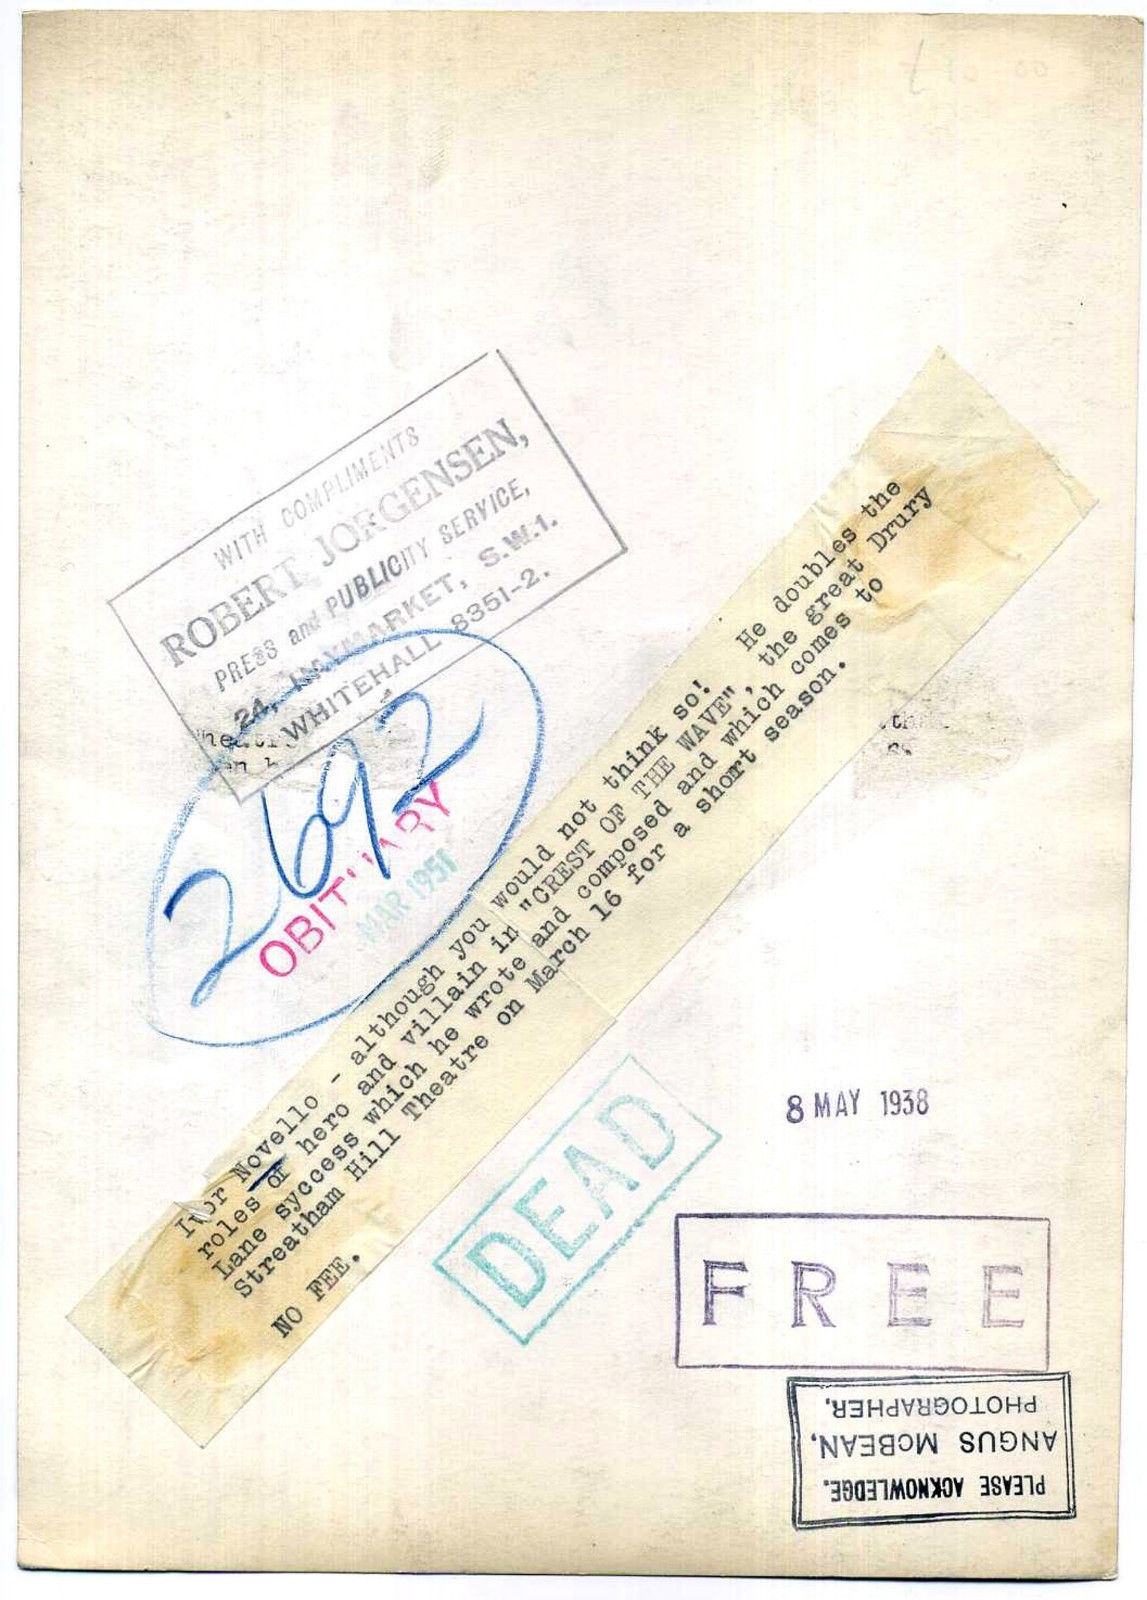 WITH COMPLIMENTS
ROBERT JORGENSEN,
PRESS and PUBLICITY SERVICE,
24, HAYMARKET, S.W.1.
WHITEHALL 8351-2.
2692
OBITUARY
MAR 1951
Ivor Novello - although you would not think so! He doubles the
roles of hero and villain in "CREST OF THE WAVE", the great Drury
Lane syccess which he wrote and composed and which comes to
Streatham Hill Theatre on March 16 for a short season.
NO FEE.
DEAD
8 MAY 1938
FREE
PLEASE ACKNOWLEDGE.
ANGUS McBEAN,
PHOTOGRAPHER.